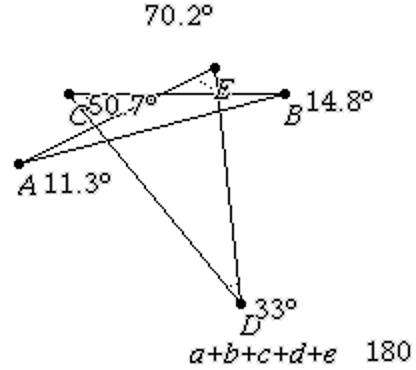 70.2°
E
C 50.7°
B 14.8°
A 11.3°
33°
D
a+b+c+d+e 180